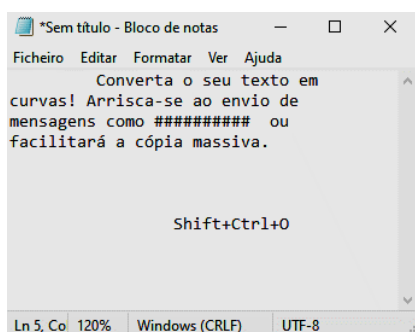 *Sem título - Bloco de notas
Ficheiro Editar Formatar Ver Ajuda
Converta o seu texto em
curvas! Arrisca-se ao envio de
mensagens como ########## ou
facilitará a cópia massiva.
Shift+Ctrl+O
Ln 5, Co 120% Windows (CRLF) UTF-8